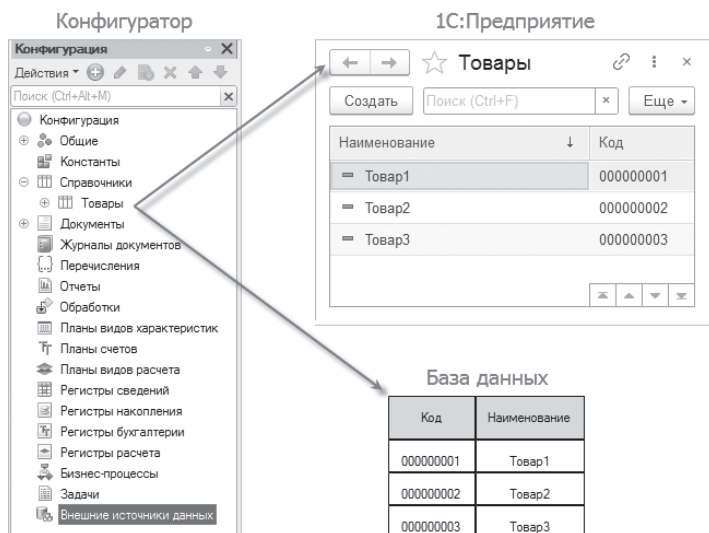 Конфигуратор
Конфигурация
Действия
Поиск (Ctrl+Alt+M)
Конфигурация
Общие
Константы
Справочники
Товары
Документы
Журналы документов
Перечисления
Отчеты
Обработки
Планы видов характеристик
Планы счетов
Планы видов расчета
Регистры сведений
Регистры накопления
Регистры бухгалтерии
Регистры расчета
Бизнес-процессы
Задачи
Внешние источники данных
1С:Предприятие
Товары
Создать Поиск (Ctrl+F) Еще
Наименование Код
Товар1 000000001
Товар2 000000002
Товар3 000000003
База данных
Код Наименование
000000001 Товар1
000000002 Товар2
000000003 Товар3